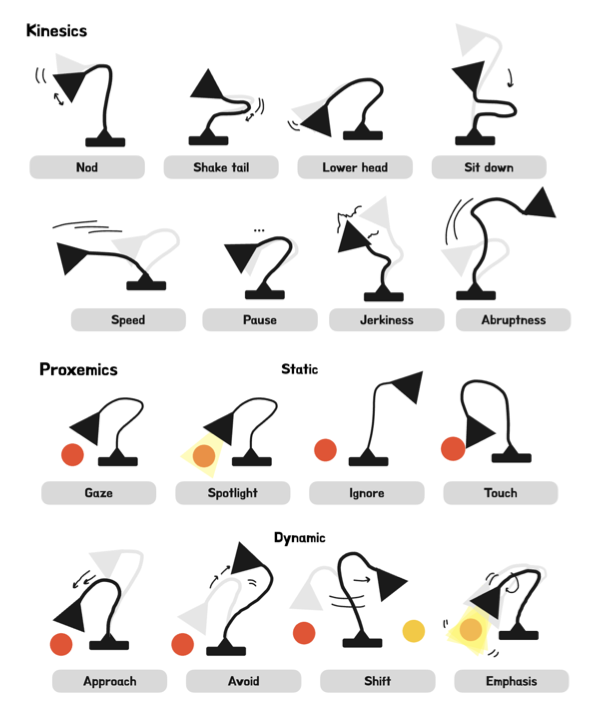 Kinesics
Nod
Shake tail
Lower head
Sit down
...
Speed
Pause
Jerkiness
Abruptness
Proxemics
Static
Gaze
Spotlight
Ignore
Touch
Dynamic
Approach
Avoid
Shift
Emphasis